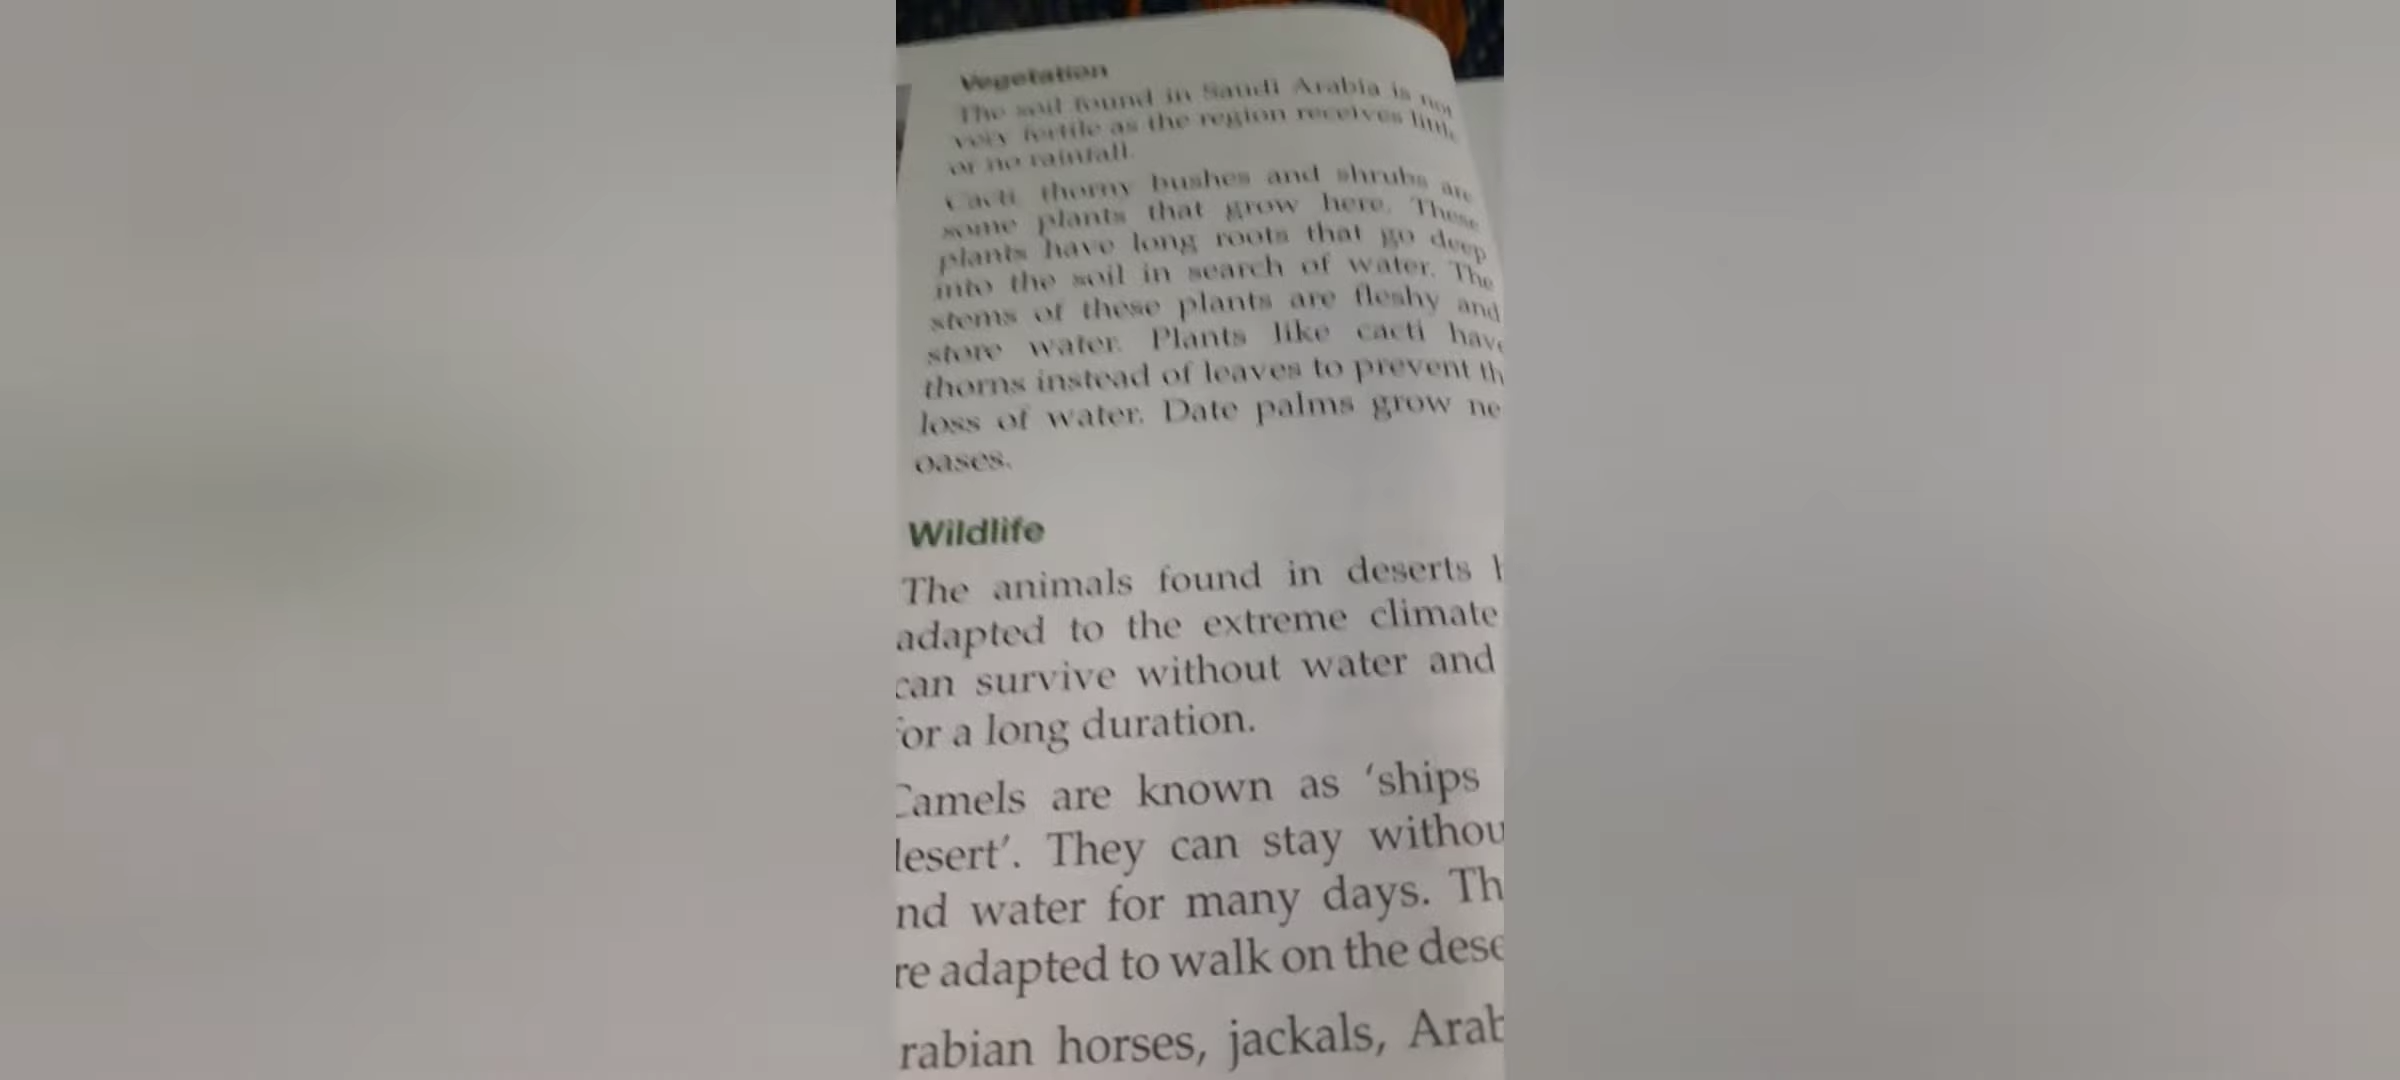 Vegetation
The soil found in Saudi Arabia is not
very fertile as the region receives little
or no rainfall.
Cacti, thorny bushes and shrubs are
some plants that grow here. These
plants have long roots that go deep
into the soil in search of water. The
stems of these plants are fleshy and
store water. Plants like cacti have
thorns instead of leaves to prevent th
loss of water. Date palms grow ne
oases.
Wildlife
The animals found in deserts h
adapted to the extreme climate
can survive without water and
for a long duration.
Camels are known as ‘ships
desert’. They can stay withou
nd water for many days. Th
re adapted to walk on the dese
rabian horses, jackals, Arab